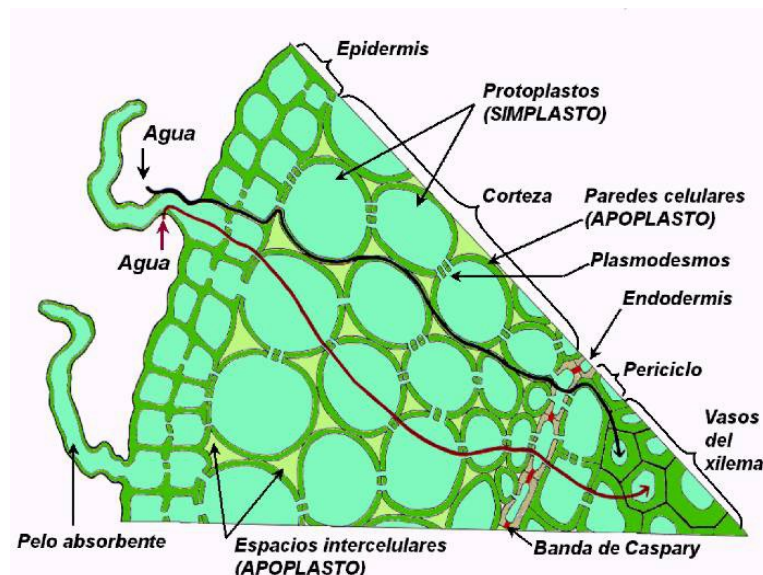 Epidermis
Protoplastos
(SIMPLASTO)
Agua
Corteza
Paredes celulares
(APOPLASTO)
Agua
Plasmodesmos
Endodermis
Periciclo
Vasos
del
xilema
Pelo absorbente
Espacios intercelulares
(APOPLASTO)
Banda de Caspary